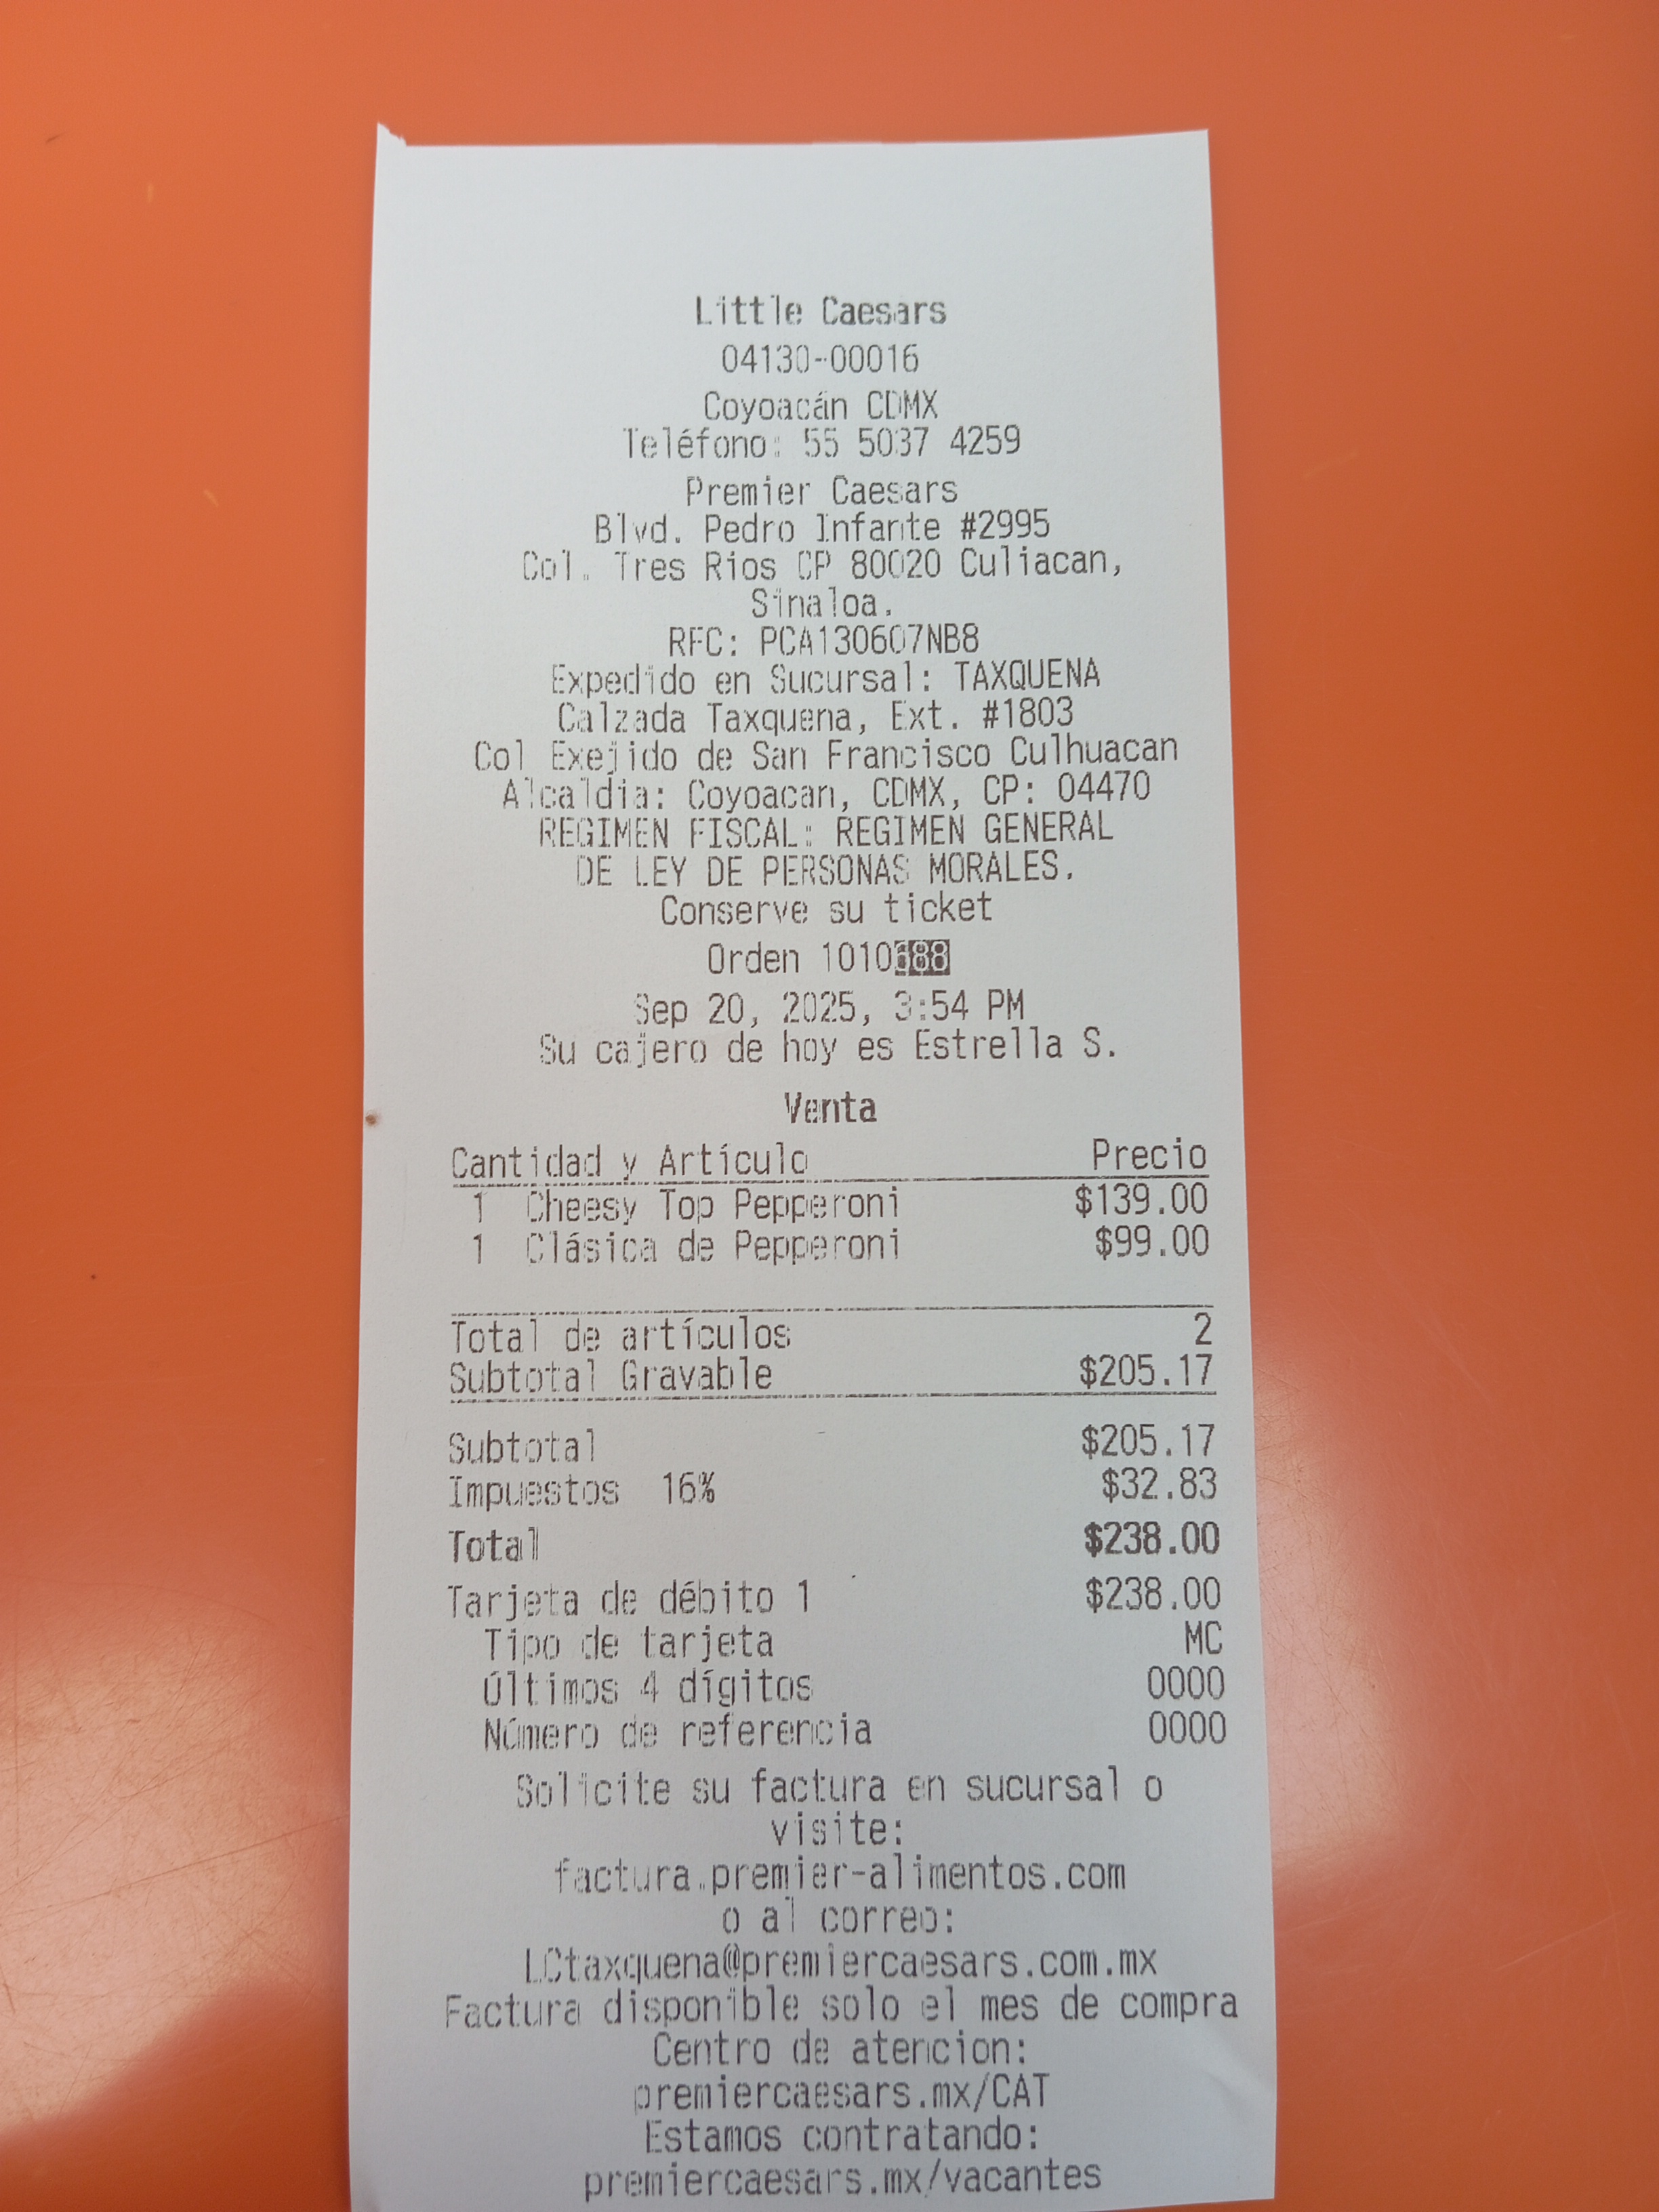 Little Caesars
04130-00016
Coyoacán CDMX
Teléfono: 55 5037 4259
Premier Caesars
Blvd. Pedro Infante #2995
Col. Tres Rios CP 80020 Culiacan,
Sinaloa.
RFC: PCA130607NB8
Expedido en Sucursal: TAXQUENA
Calzada Taxquena, Ext. #1803
Col Exejido de San Francisco Culhuacan
Alcaldia: Coyoacan, CDMX, CP: 04470
REGIMEN FISCAL: REGIMEN GENERAL
DE LEY DE PERSONAS MORALES.
Conserve su ticket
Orden 1010688
Sep 20, 2025, 3:54 PM
Su cajero de hoy es Estrella S.
Venta
Cantidad y Artículo Precio
1 Cheesy Top Pepperoni $139.00
1 Clásica de Pepperoni $99.00
Total de artículos 2
Subtotal Gravable $205.17
Subtotal $205.17
Impuestos 16% $32.83
Total $238.00
Tarjeta de débito 1 $238.00
Tipo de tarjeta MC
Últimos 4 dígitos 0000
Número de referencia 0000
Solicite su factura en sucursal o
visite:
factura.premier-alimentos.com
o al correo:
LCtaxquena@premiercaesars.com.mx
Factura disponible solo el mes de compra
Centro de atencion:
premiercaesars.mx/CAT
Estamos contratando:
premiercaesars.mx/vacantes